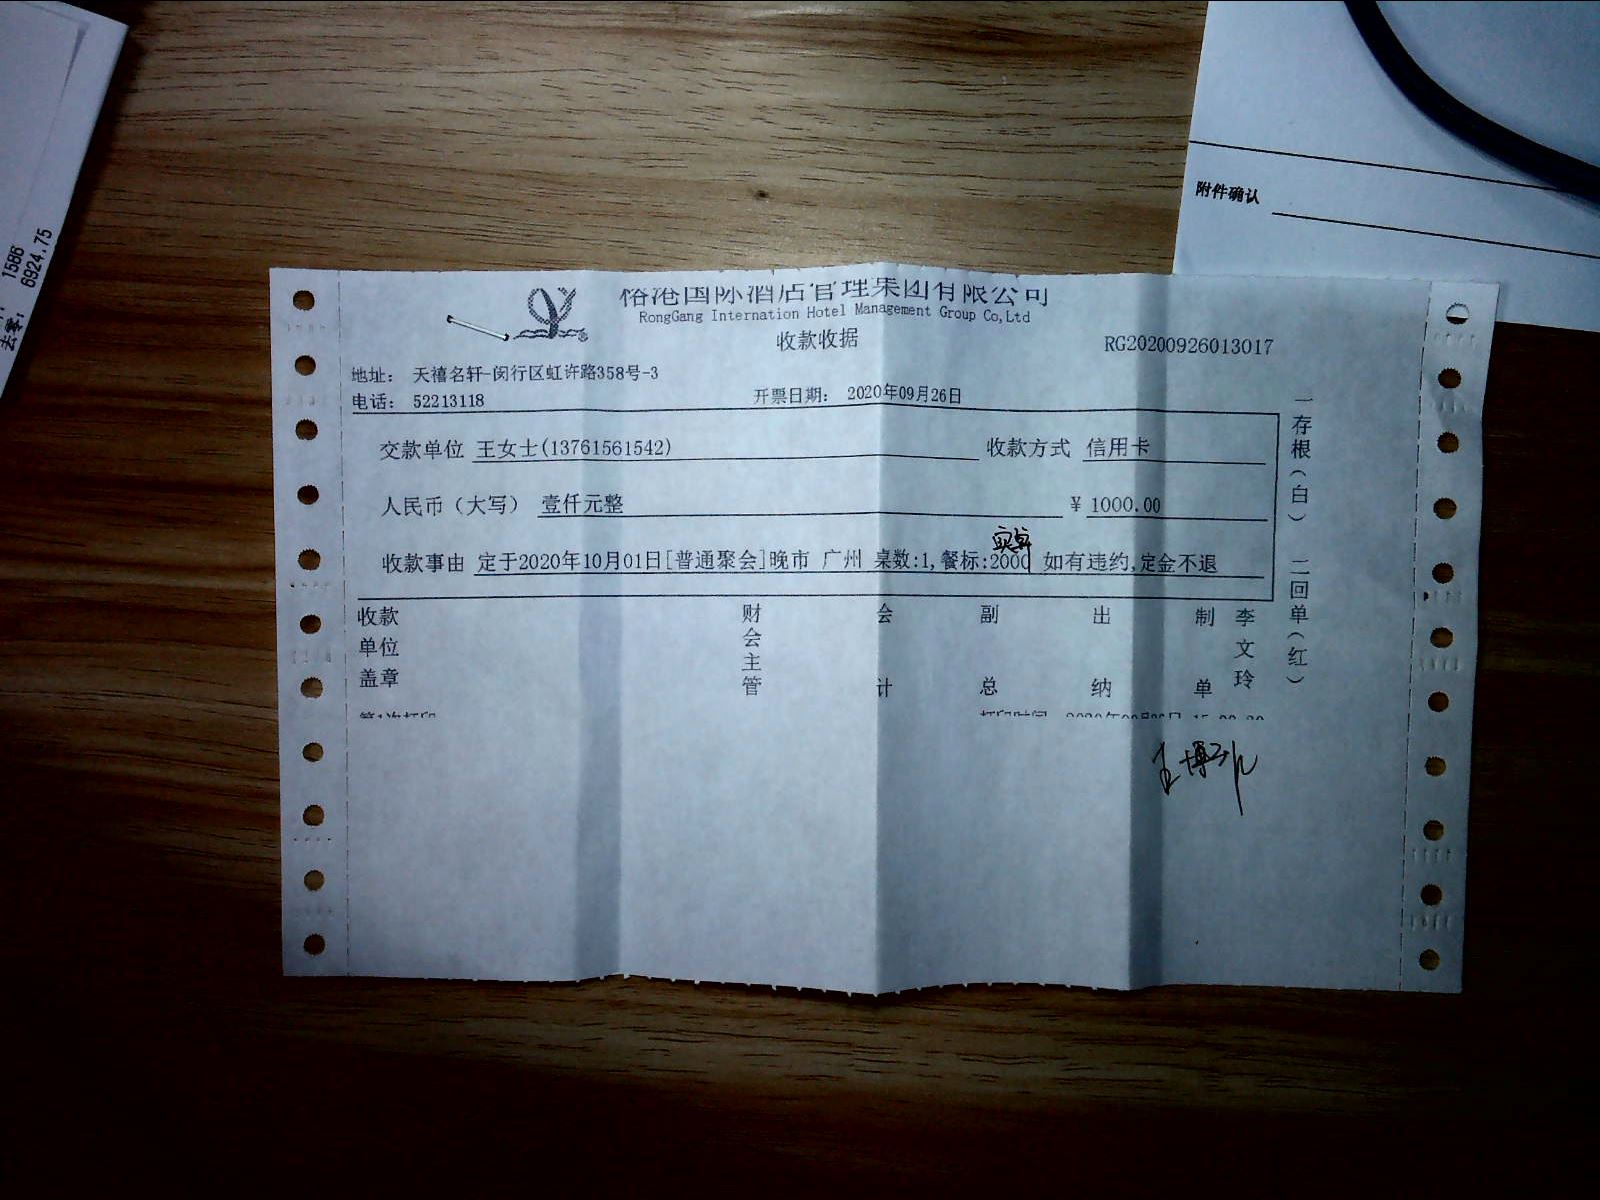 榕港国际酒店管理集团有限公司
RongGang Internation Hotel Management Group Co,Ltd
收款收据
RG20200926013017
地址： 天禧名轩-闵行区虹许路358号-3
电话： 52213118
开票日期： 2020年09月26日
交款单位 王女士(13761561542) 收款方式 信用卡
人民币（大写） 壹仟元整 ¥ 1000.00
收款事由 定于2020年10月01日[普通聚会]晚市 广州 桌数:1,餐标:2000 如有违约,定金不退
收款单位盖章 财会主管 会计 副总 出纳 制单 李文玲
一存根（白） 二回单（红）
附件确认
1586
去零： 6924.75